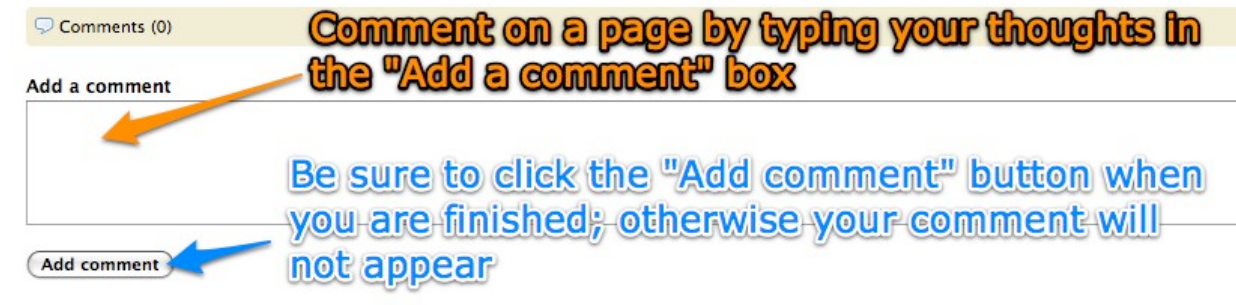 Comments (0)
Comment on a page by typing your thoughts in
the "Add a comment" box
Add a comment
Be sure to click the "Add comment" button when
you are finished; otherwise your comment will
not appear
Add comment